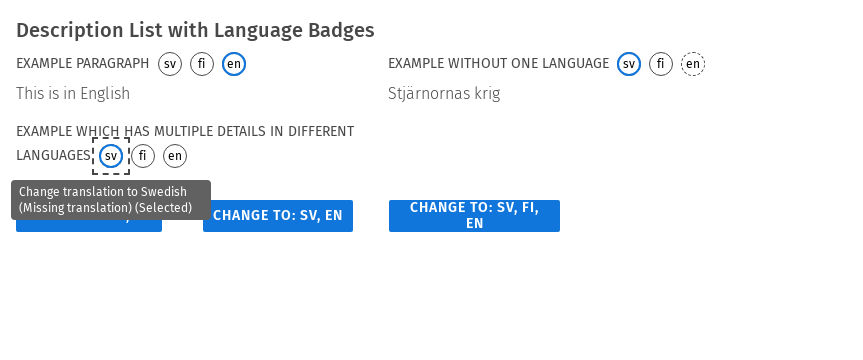 Description List with Language Badges
EXAMPLE PARAGRAPH sv fi en
This is in English
EXAMPLE WITHOUT ONE LANGUAGE sv fi en
Stjärnornas krig
EXAMPLE WHICH HAS MULTIPLE DETAILS IN DIFFERENT
LANGUAGES sv fi en
Change translation to Swedish
(Missing translation) (Selected)
CHANGE TO: SV, EN
CHANGE TO: SV, FI,
EN